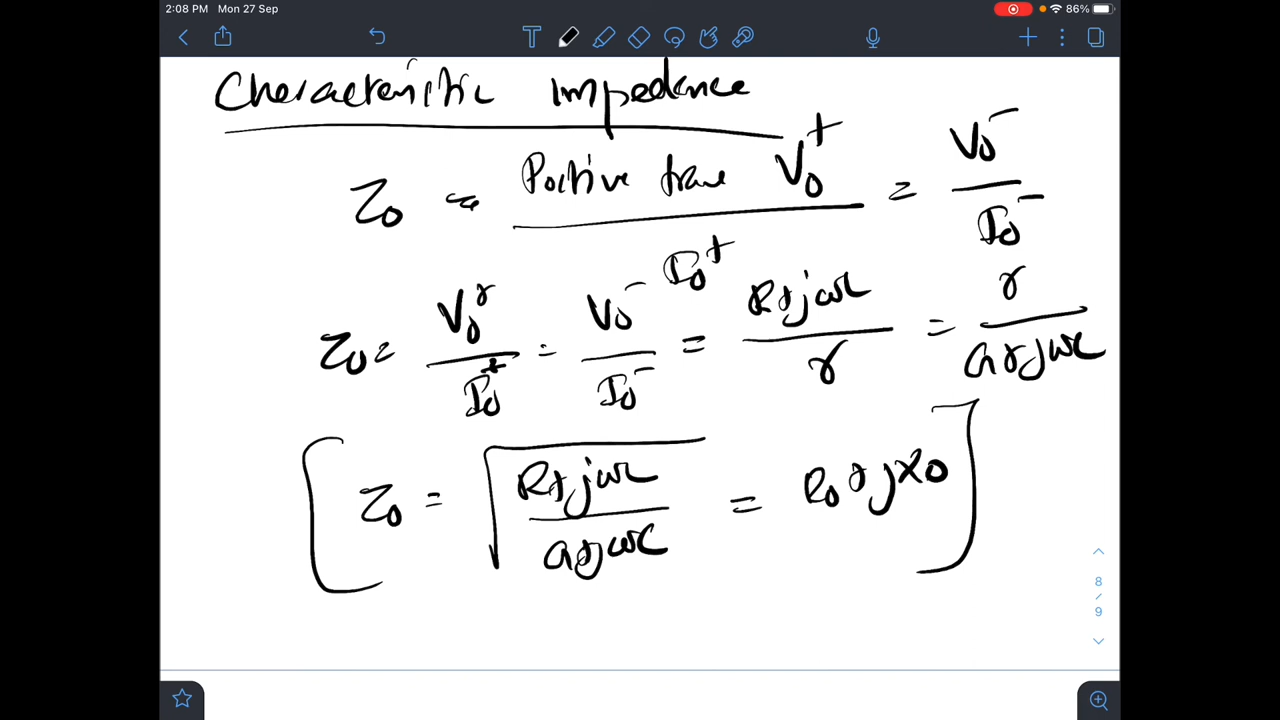 2:08 PM Mon 27 Sep 86%
Characteristic impedance
Z0 = Positive trave V0+ / I0+ = V0- / I0-
Z0 = V0+ / I0+ = V0- / I0- = R+jωL / γ = γ / G+jωC
[ Z0 = √(R+jωL / G+jωC) = R0 + jX0 ]
8
/
9